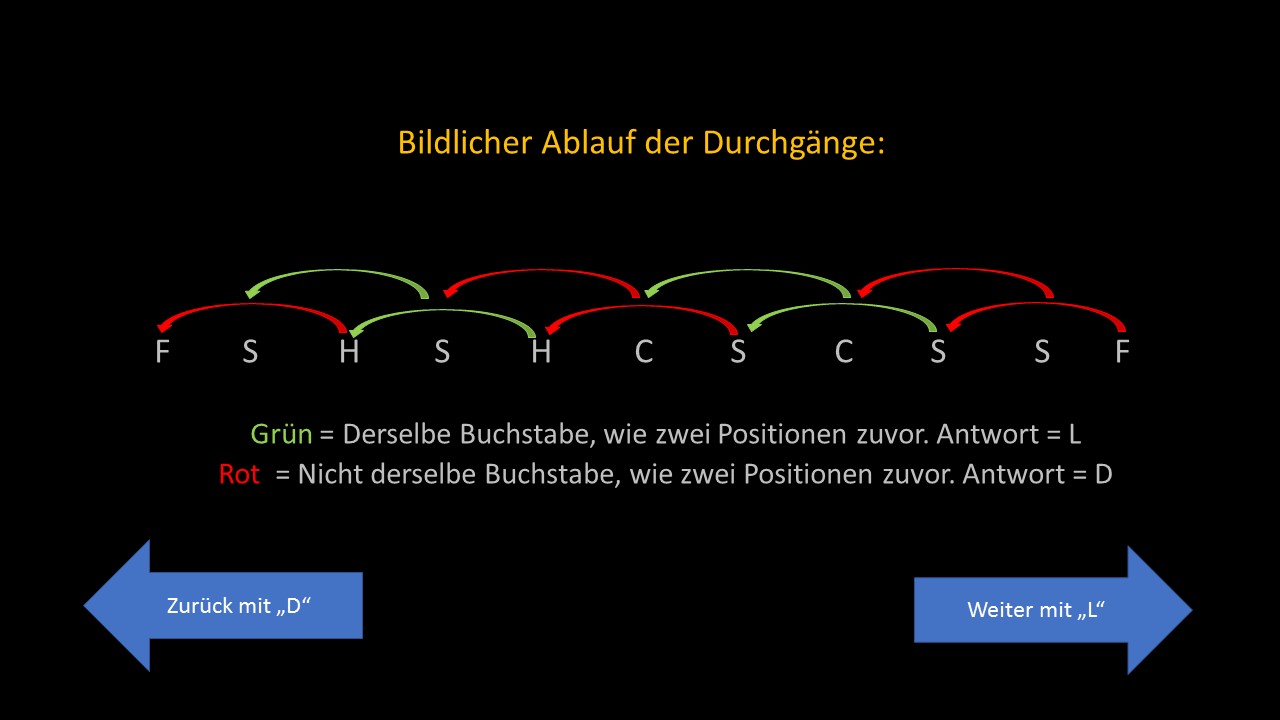 Bildlicher Ablauf der Durchgänge:
F S H S H C S C S S F
Grün = Derselbe Buchstabe, wie zwei Positionen zuvor. Antwort = L
Rot = Nicht derselbe Buchstabe, wie zwei Positionen zuvor. Antwort = D
Zurück mit „D“
Weiter mit „L“